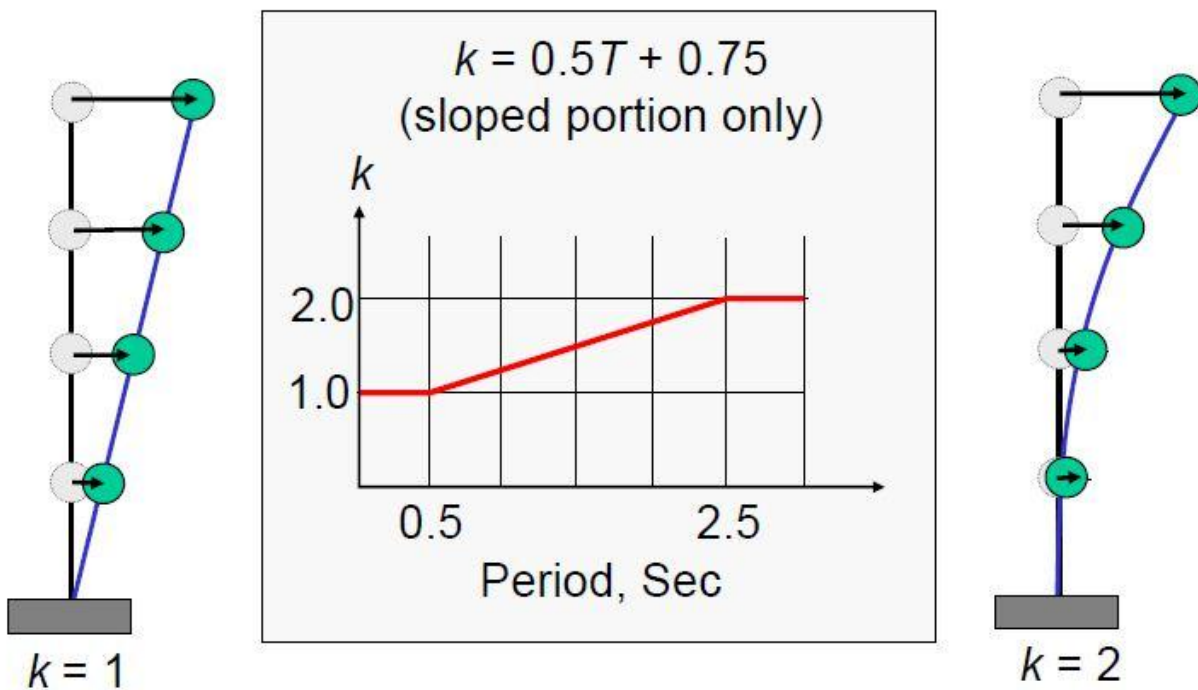 k = 0.5T + 0.75
(sloped portion only)
k
2.0
1.0
0.5 2.5
Period, Sec
k = 1
k = 2